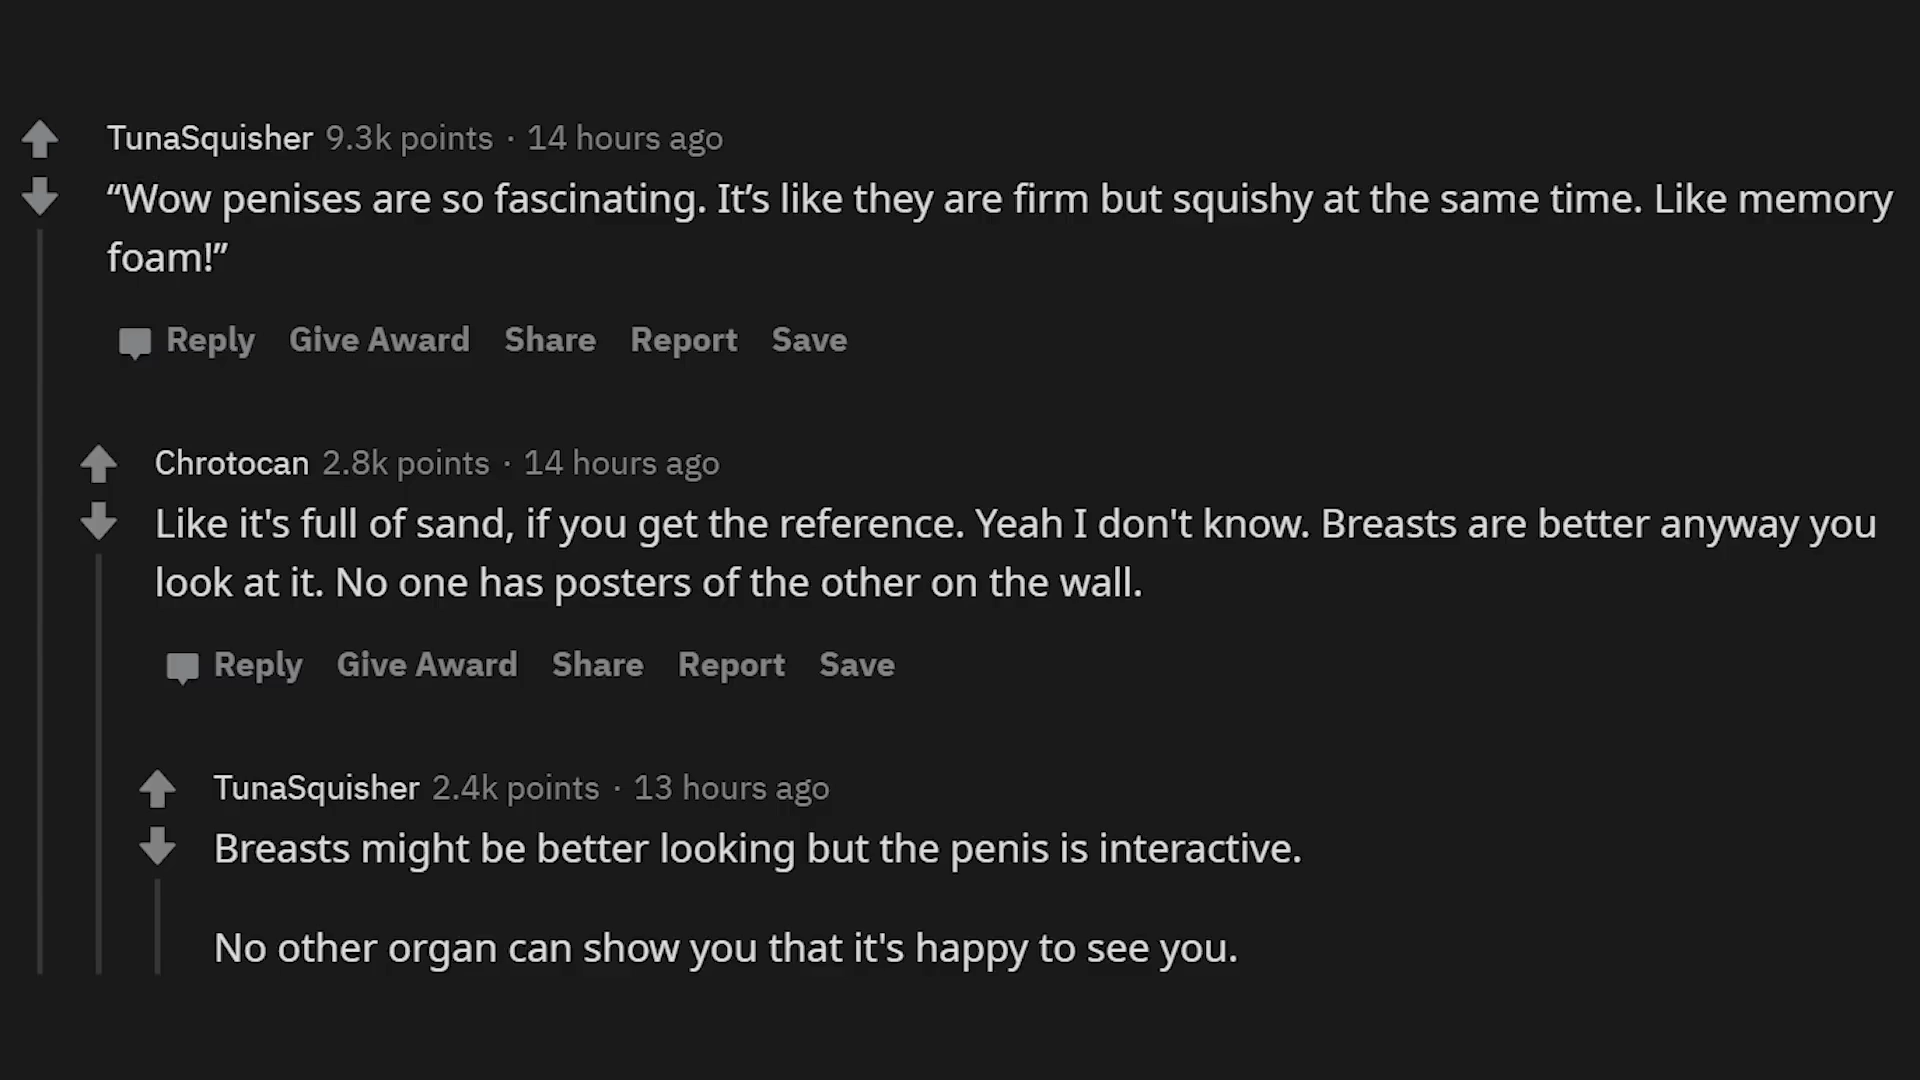 TunaSquisher 9.3k points · 14 hours ago
“Wow penises are so fascinating. It’s like they are firm but squishy at the same time. Like memory
foam!”
Reply Give Award Share Report Save
Chrotocan 2.8k points · 14 hours ago
Like it's full of sand, if you get the reference. Yeah I don't know. Breasts are better anyway you
look at it. No one has posters of the other on the wall.
Reply Give Award Share Report Save
TunaSquisher 2.4k points · 13 hours ago
Breasts might be better looking but the penis is interactive.
No other organ can show you that it's happy to see you.